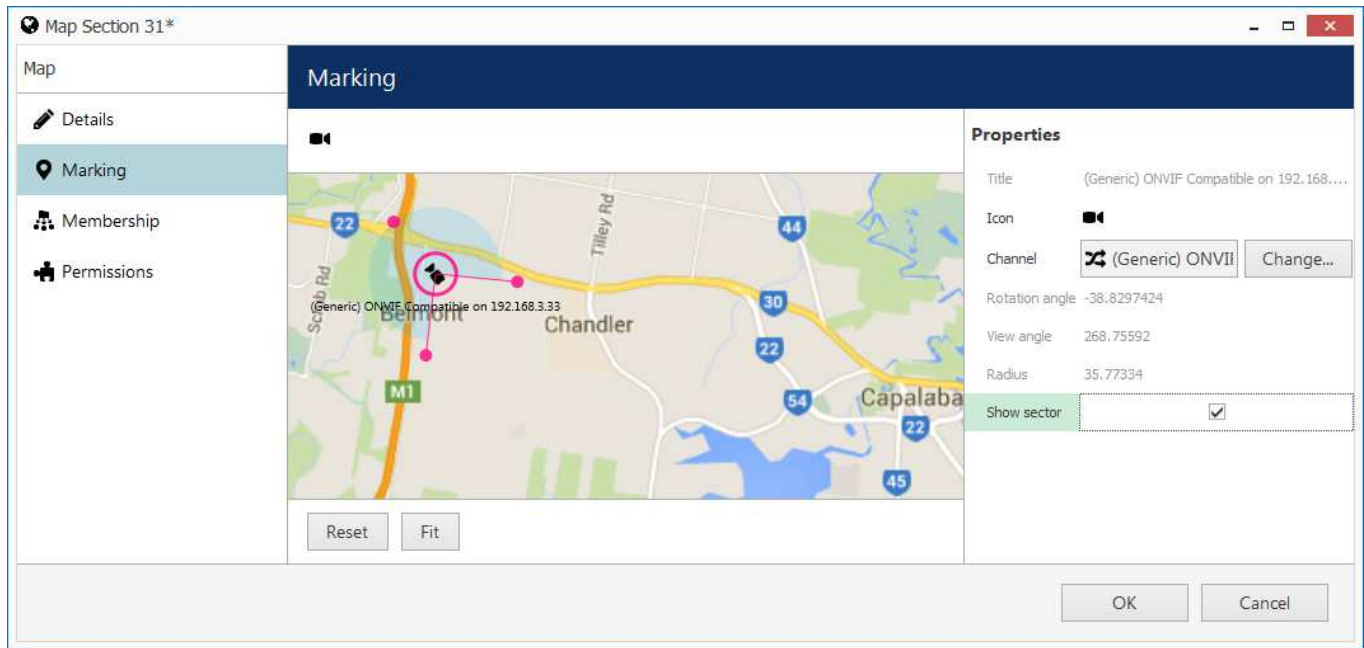 Map Section 31*
Map
Details
Marking
Membership
Permissions
Marking
22
Tilley Rd
44
Scrub Rd
(Generic) ONVIF Compatible on 192.168.3.33
Belmont
Chandler
30
22
M1
54
Capalaba
22
45
Reset Fit
Properties
Title (Generic) ONVIF Compatible on 192.168....
Icon
Channel (Generic) ONVII Change...
Rotation angle -38.8297424
View angle 268.75592
Radius 35.77334
Show sector
OK Cancel